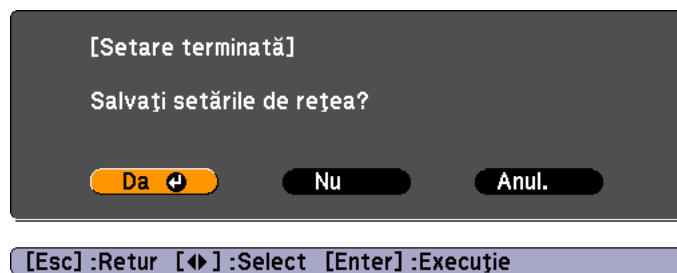 [Setare terminată]
Salvaţi setările de reţea?
Da Nu Anul.
[Esc] :Retur [◆] :Select [Enter] :Execuţie